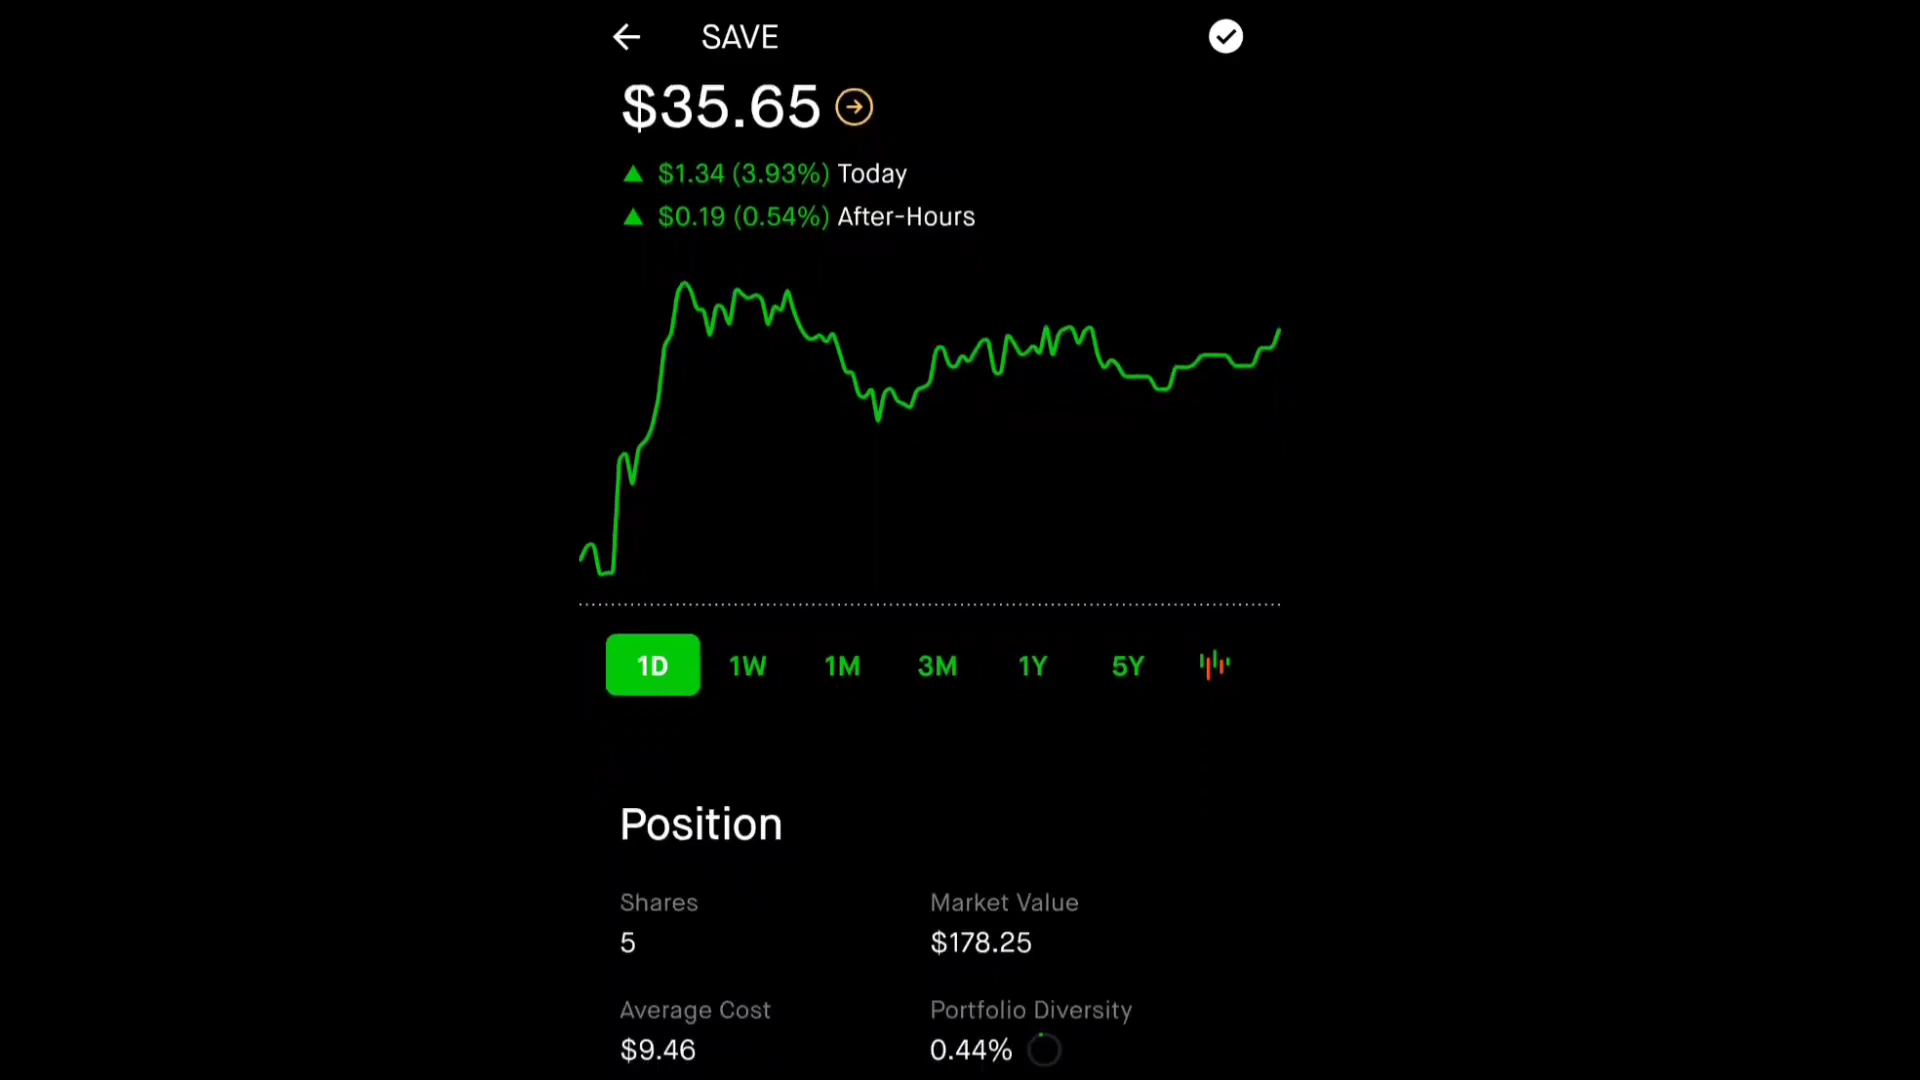 SAVE
$35.65
$1.34 (3.93%) Today
$0.19 (0.54%) After-Hours
1D 1W 1M 3M 1Y 5Y
Position
Shares Market Value
5 $178.25
Average Cost Portfolio Diversity
$9.46 0.44%